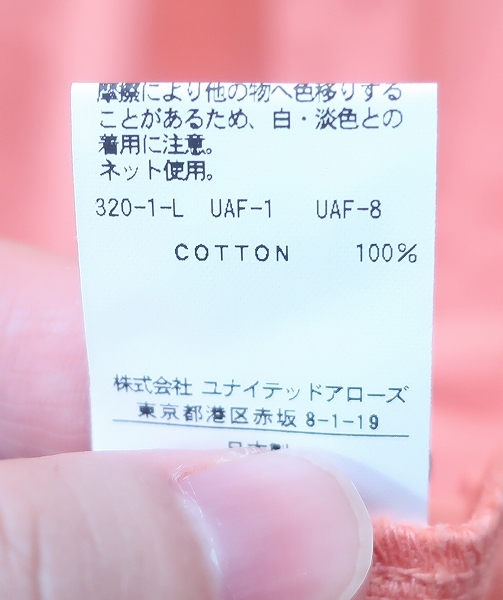 摩擦により他の物へ色移りする
ことがあるため、白・淡色との
着用に注意。
ネット使用。
320-1-L UAF-1 UAF-8
COTTON 100%
株式会社 ユナイテッドアローズ
東京都港区赤坂 8-1-19